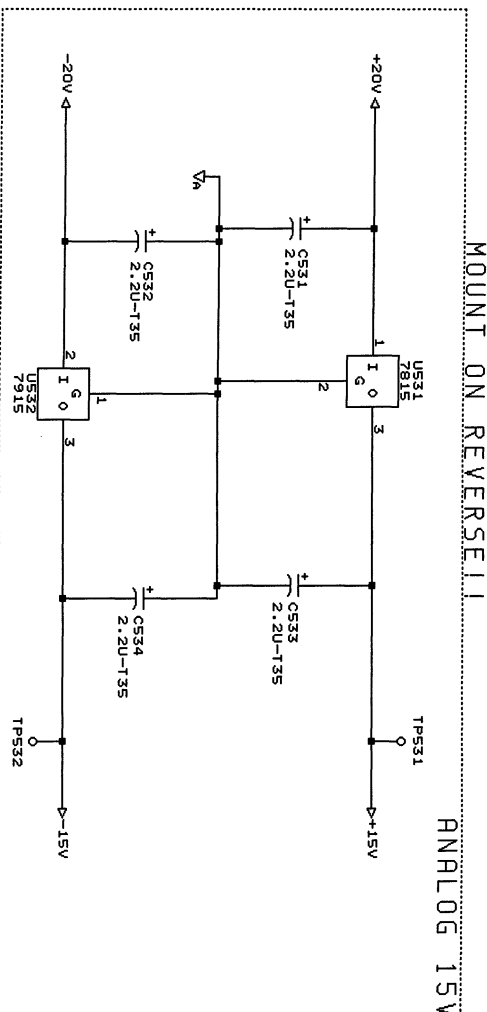 MOUNT ON REVERSE!!
ANALOG 15V
+20V
U531
7815
1
I
G
O
3
2
TP531
+15V
C531
2.2U-T35
+
C533
2.2U-T35
+
A
C532
2.2U-T35
+
C534
2.2U-T35
+
-20V
2
I
G
O
1
3
U532
7915
TP532
-15V